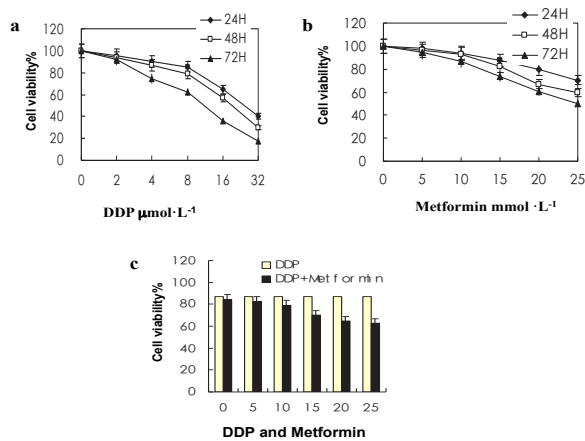 a
24H
48H
72H
120
100
80
60
40
20
0
Cell viability%
0 2 4 8 16 32
DDP μmol·L⁻¹
b
24H
48H
72H
120
100
80
60
40
20
0
Cell viability%
0 5 10 15 20 25
Metformin mmol ·L⁻¹
c
DDP
DDP+Metformin
120
100
80
60
40
20
0
Cell viability%
0 5 10 15 20 25
DDP and Metformin